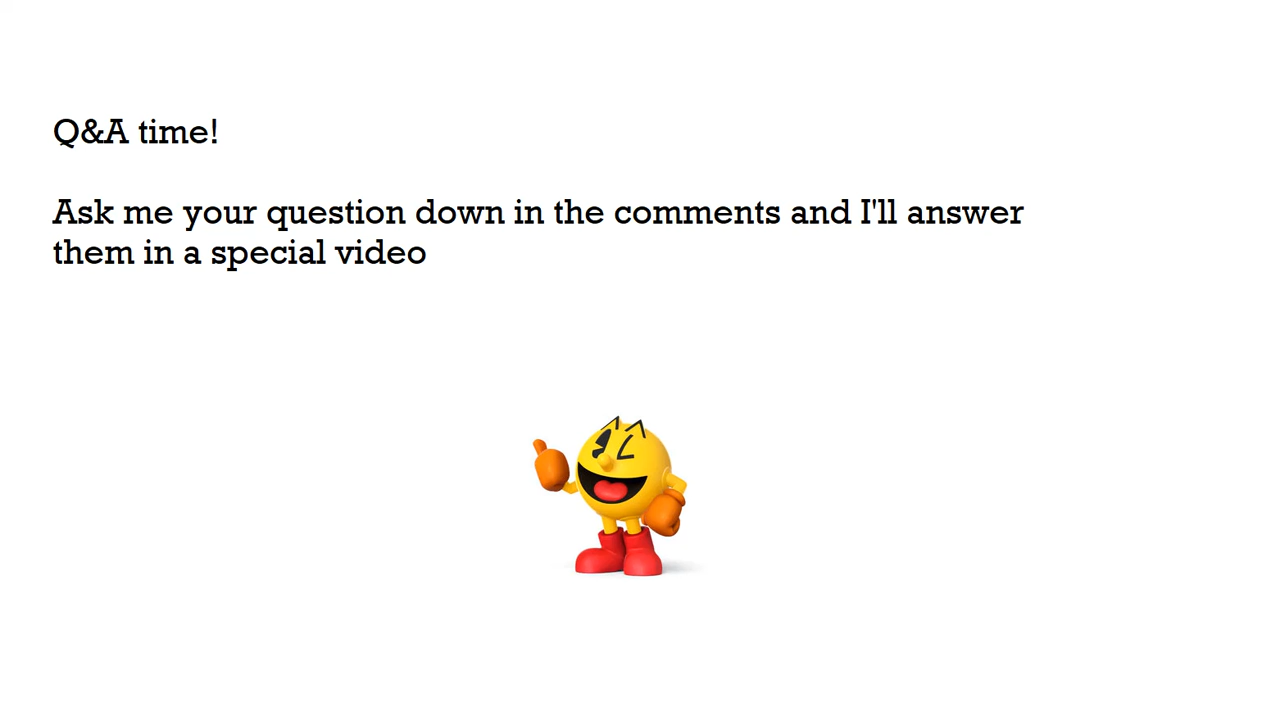 Q&A time!
Ask me your question down in the comments and I'll answer
them in a special video